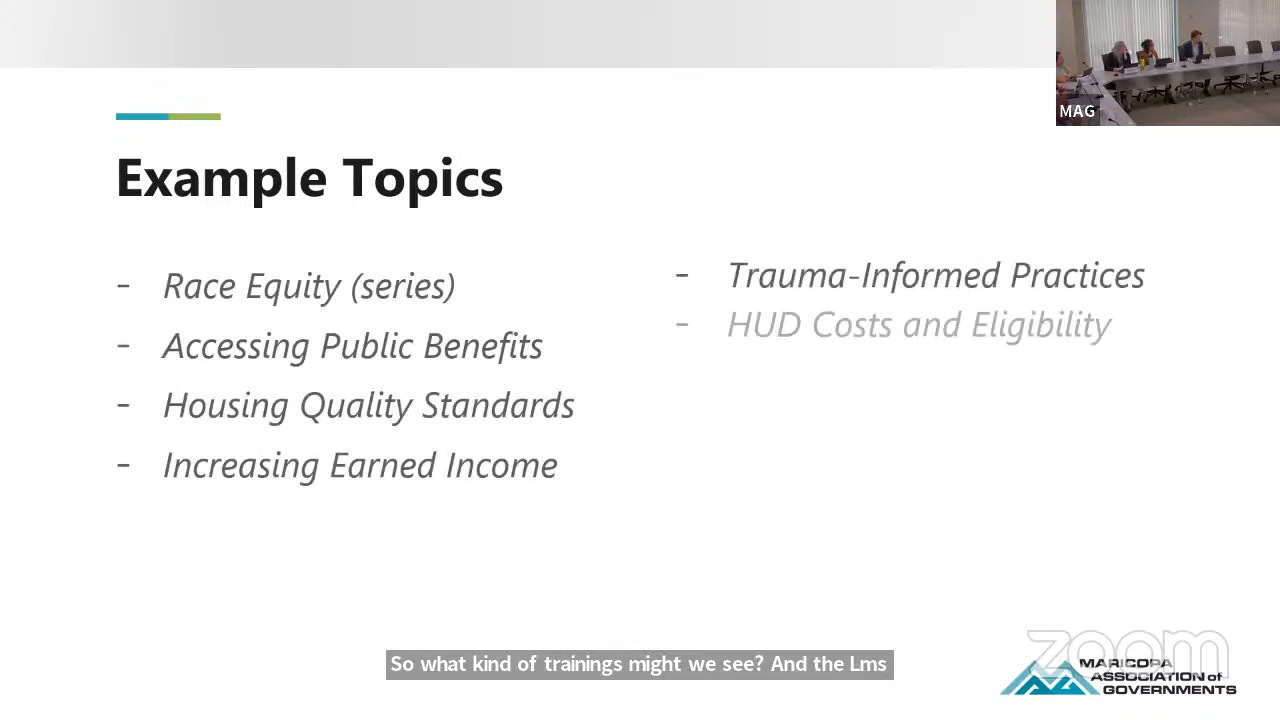 MAG
Example Topics
- Race Equity (series)
- Accessing Public Benefits
- Housing Quality Standards
- Increasing Earned Income
- Trauma-Informed Practices
- HUD Costs and Eligibility
So what kind of trainings might we see? And the Lms
zoom
MARICOPA
ASSOCIATION of
GOVERNMENTS